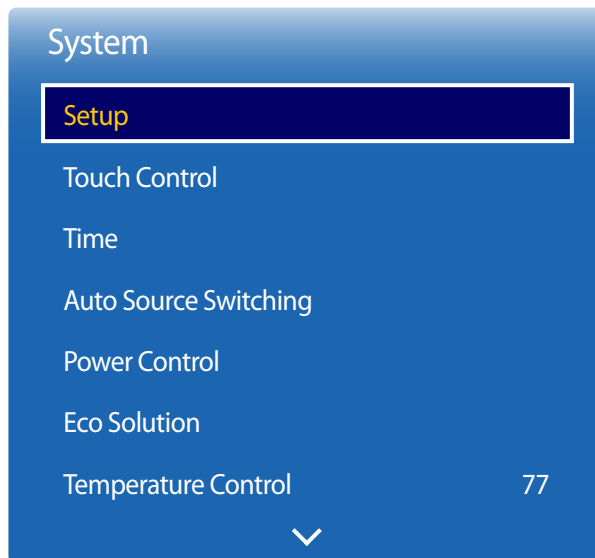 System
Setup
Touch Control
Time
Auto Source Switching
Power Control
Eco Solution
Temperature Control 77